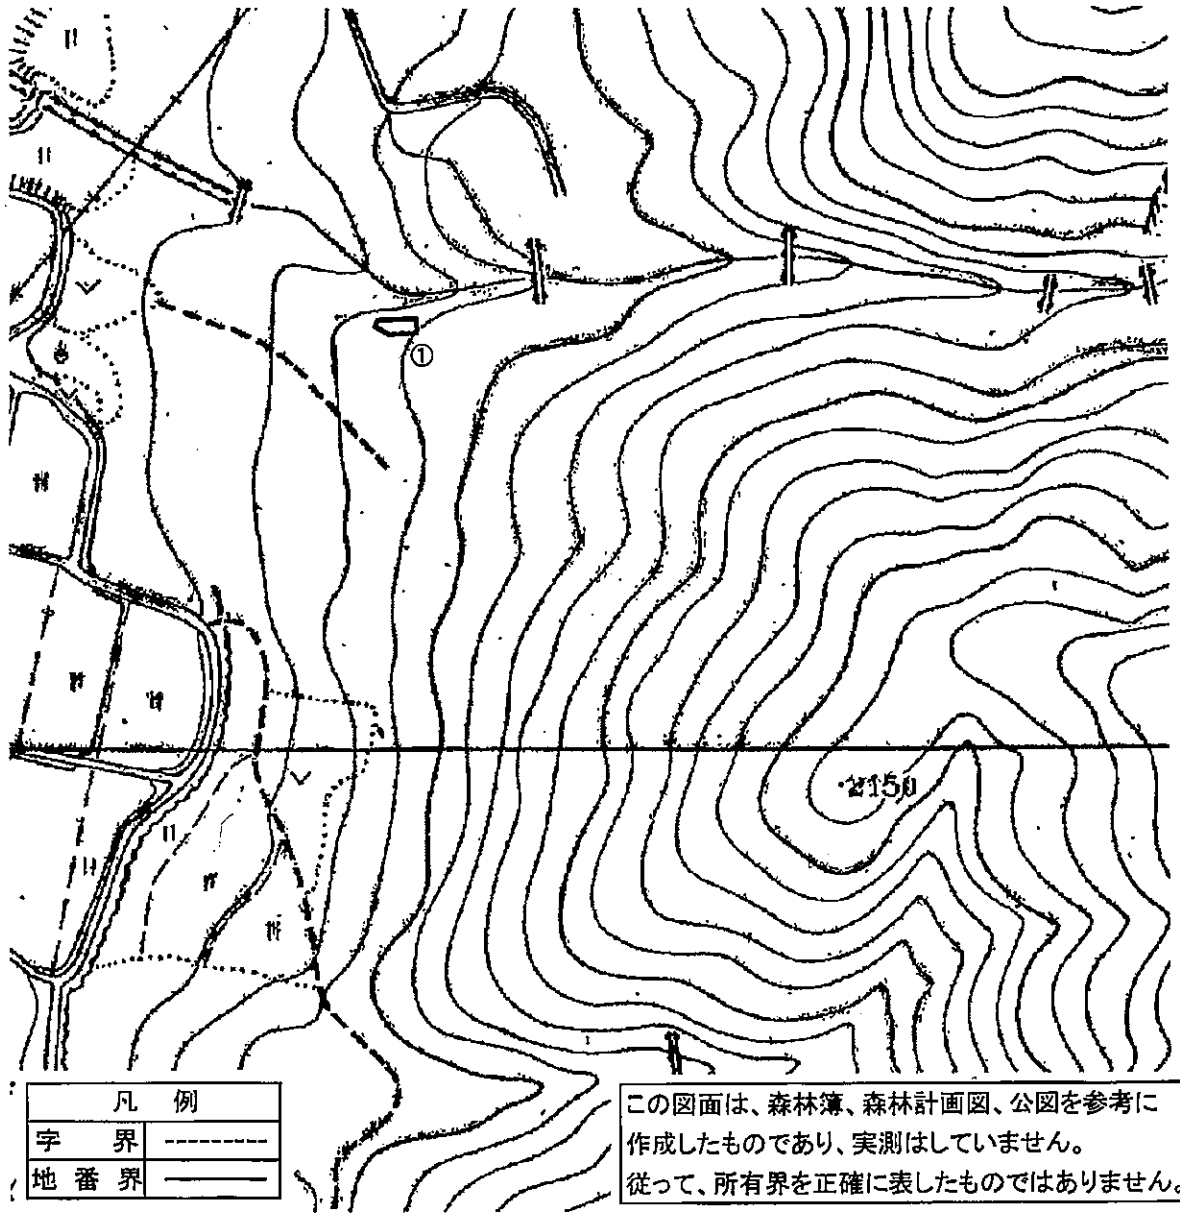 ①
凡 例
字 界
地 番 界
この図面は、森林簿、森林計画図、公図を参考に
作成したものであり、実測はしていません。
従って、所有界を正確に表したものではありません。